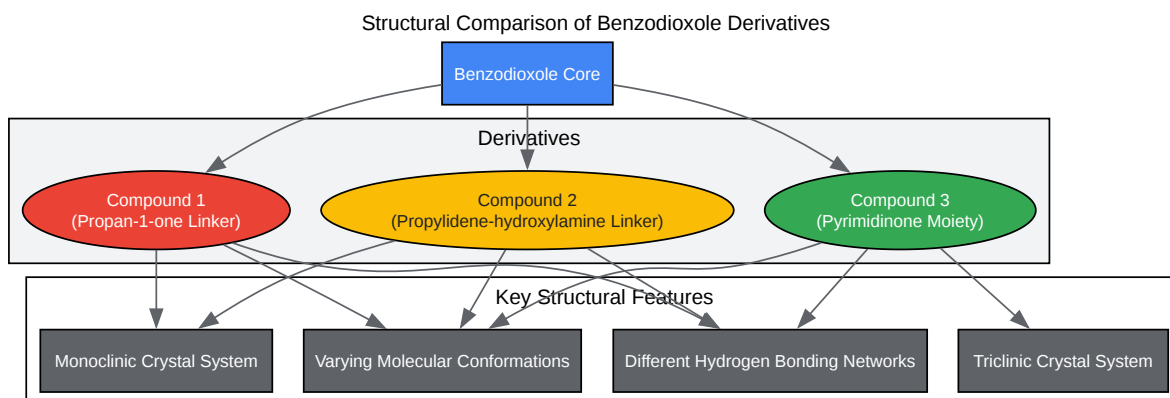 Structural Comparison of Benzodioxole Derivatives
Benzodioxole Core
Derivatives
Compound 1
(Propan-1-one Linker)
Compound 2
(Propylidene-hydroxylamine Linker)
Compound 3
(Pyrimidinone Moiety)
Key Structural Features
Monoclinic Crystal System
Varying Molecular Conformations
Different Hydrogen Bonding Networks
Triclinic Crystal System